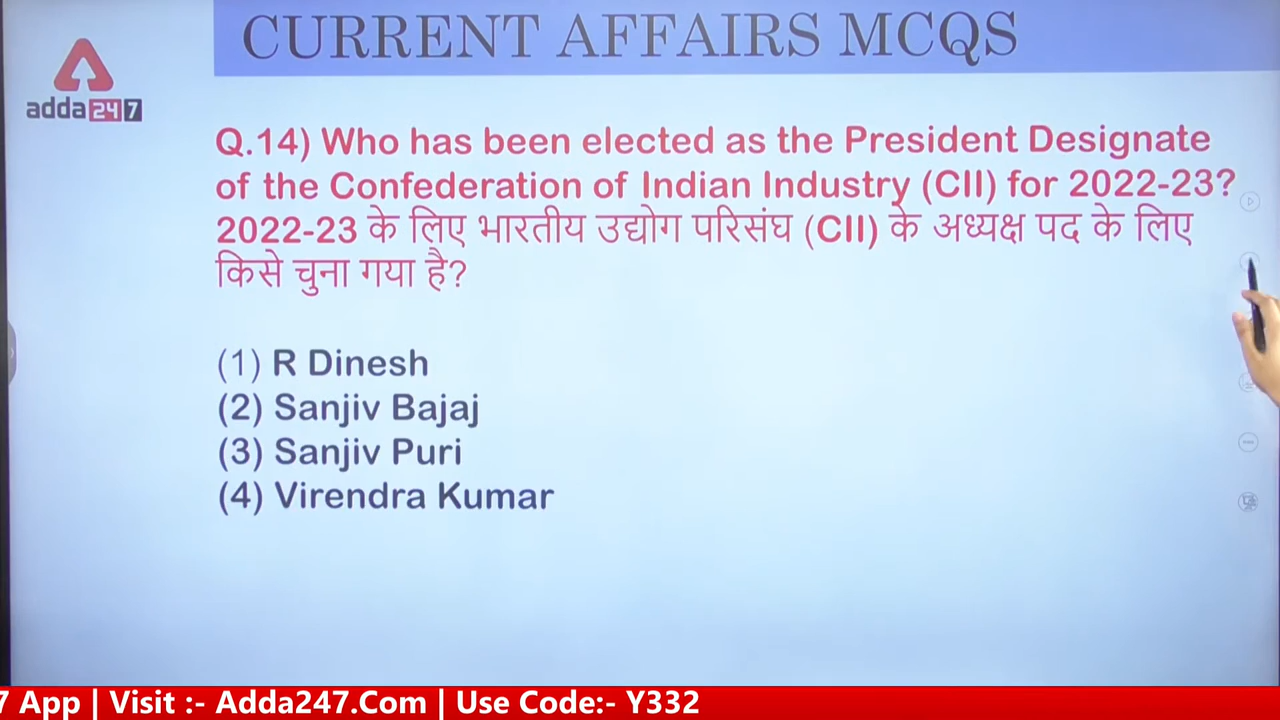 CURRENT AFFAIRS MCQS
adda247
Q.14) Who has been elected as the President Designate
of the Confederation of Indian Industry (CII) for 2022-23?
2022-23 के लिए भारतीय उद्योग परिसंघ (CII) के अध्यक्ष पद के लिए
किसे चुना गया है?
(1) R Dinesh
(2) Sanjiv Bajaj
(3) Sanjiv Puri
(4) Virendra Kumar
7 App | Visit :- Adda247.Com | Use Code:- Y332